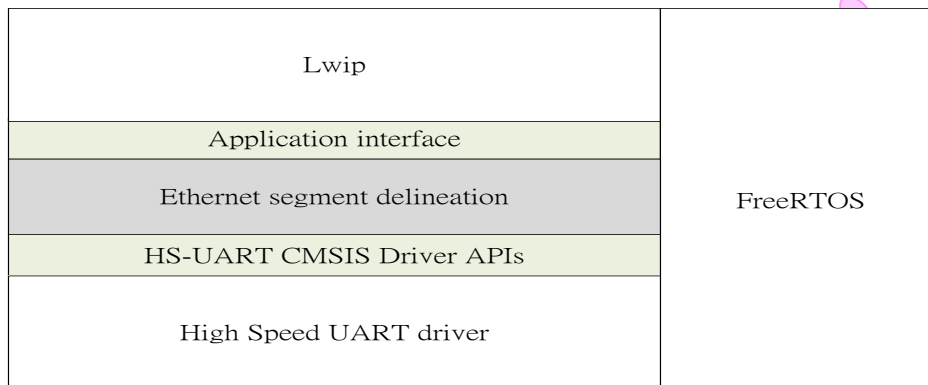 Lwip
Application interface
Ethernet segment delineation
HS-UART CMSIS Driver APIs
High Speed UART driver
FreeRTOS